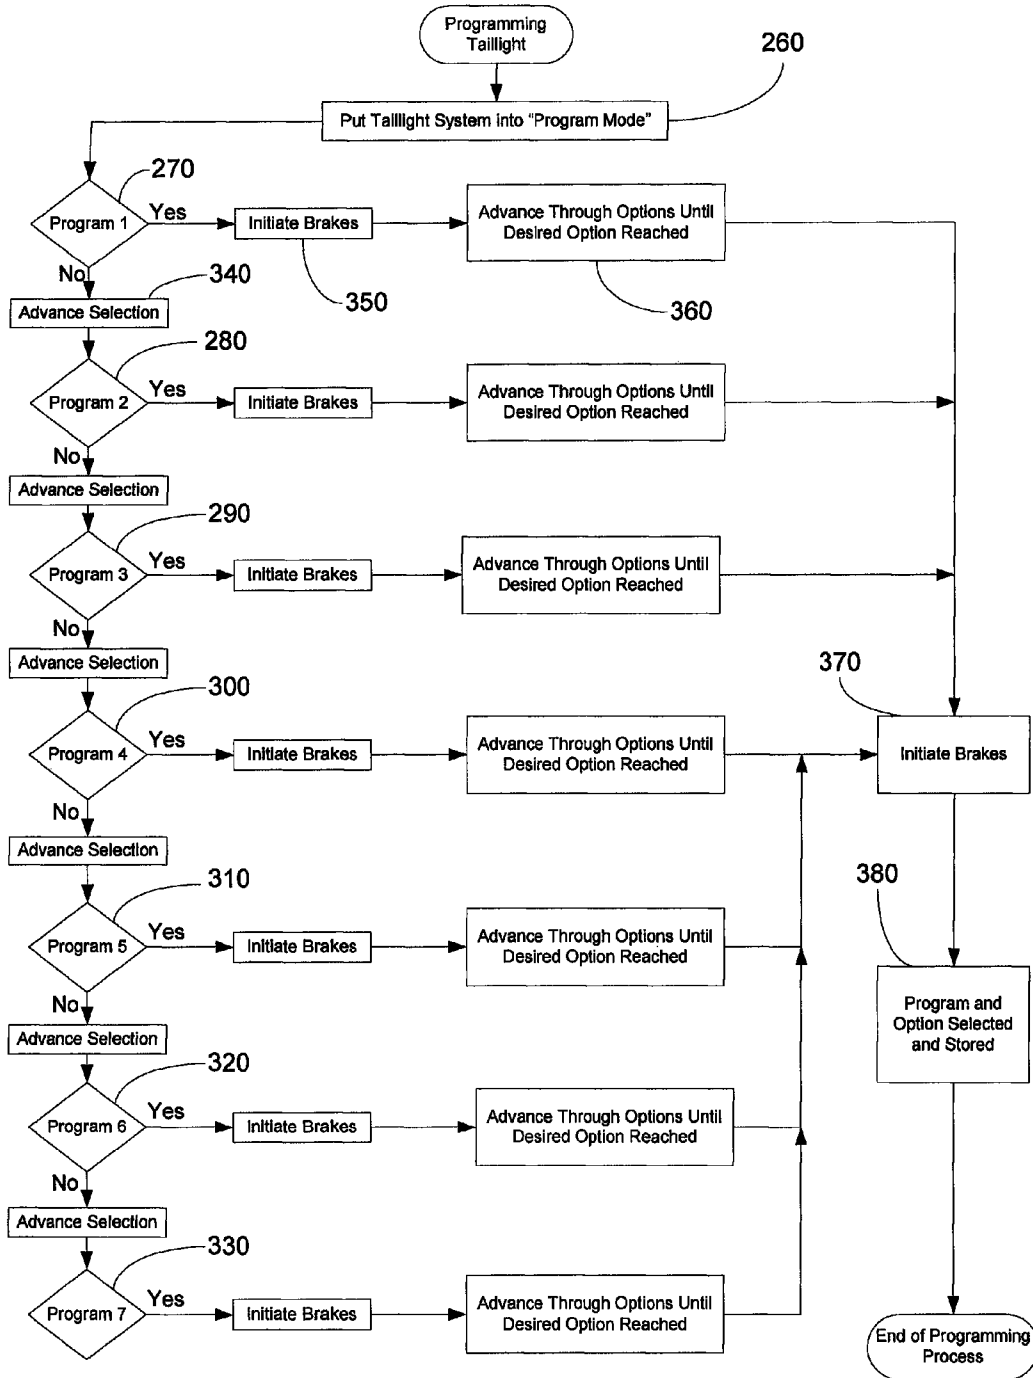 Programming
Taillight
260
Put Taillight System into "Program Mode"
270
Program 1
Yes
Initiate Brakes
Advance Through Options Until
Desired Option Reached
No
340
350
360
Advance Selection
280
Program 2
Yes
Initiate Brakes
Advance Through Options Until
Desired Option Reached
No
Advance Selection
290
Program 3
Yes
Initiate Brakes
Advance Through Options Until
Desired Option Reached
No
Advance Selection
300
370
Program 4
Yes
Initiate Brakes
Advance Through Options Until
Desired Option Reached
Initiate Brakes
No
Advance Selection
310
380
Program 5
Yes
Initiate Brakes
Advance Through Options Until
Desired Option Reached
No
Program and
Option Selected
and Stored
Advance Selection
320
Program 6
Yes
Initiate Brakes
Advance Through Options Until
Desired Option Reached
No
Advance Selection
330
Program 7
Yes
Initiate Brakes
Advance Through Options Until
Desired Option Reached
End of Programming
Process